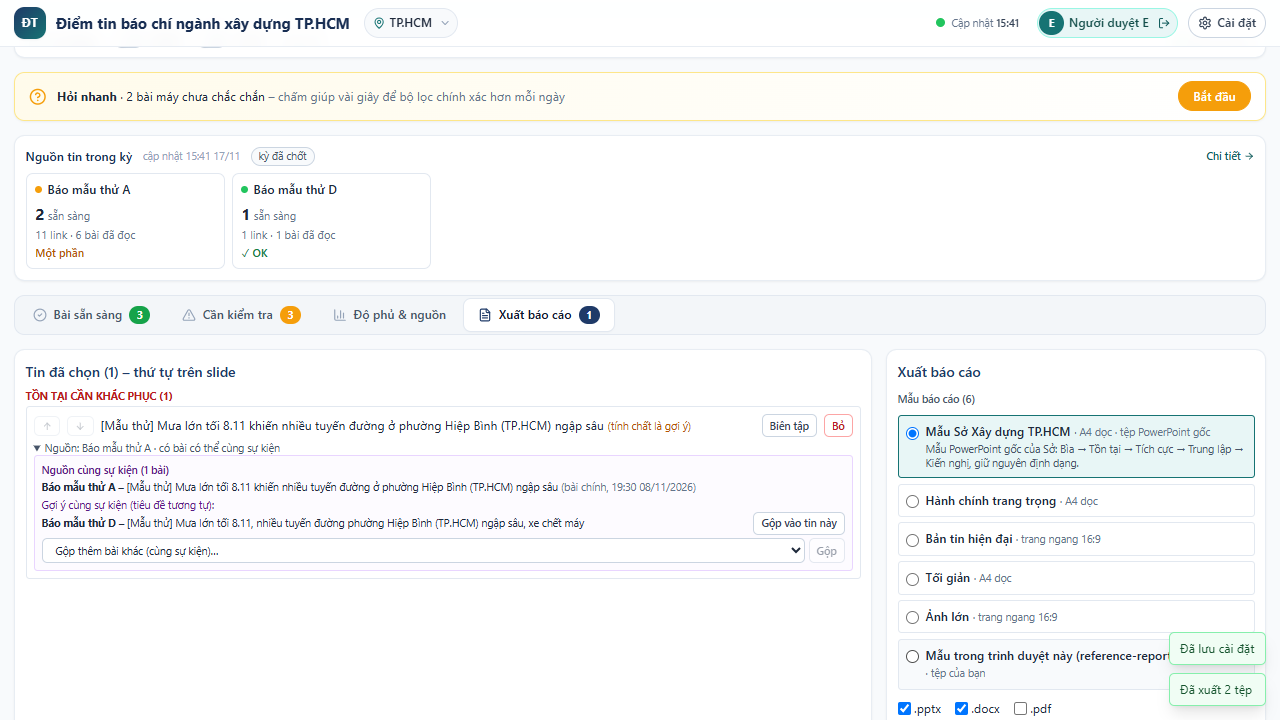 ĐT Điểm tin báo chí ngành xây dựng TP.HCM TP.HCM Cập nhật 15:41 E Người duyệt E Cài đặt
Hỏi nhanh · 2 bài máy chưa chắc chắn – chấm giúp vài giây để bộ lọc chính xác hơn mỗi ngày Bắt đầu
Nguồn tin trong kỳ cập nhật 15:41 17/11 kỳ đã chốt Chi tiết →
Báo mẫu thử A
2 sẵn sàng
11 link · 6 bài đã đọc
Một phần
Báo mẫu thử D
1 sẵn sàng
1 link · 1 bài đã đọc
✓ OK
Bài sẵn sàng 3 Cần kiểm tra 3 Độ phủ & nguồn Xuất báo cáo 1
Tin đã chọn (1) – thứ tự trên slide
TỒN TẠI CẦN KHẮC PHỤC (1)
↑ ↓ [Mẫu thử] Mưa lớn tối 8.11 khiến nhiều tuyến đường ở phường Hiệp Bình (TP.HCM) ngập sâu (tính chất là gợi ý) Biên tập Bỏ
▼ Nguồn: Báo mẫu thử A · có bài có thể cùng sự kiện
Nguồn cùng sự kiện (1 bài)
Báo mẫu thử A – [Mẫu thử] Mưa lớn tối 8.11 khiến nhiều tuyến đường ở phường Hiệp Bình (TP.HCM) ngập sâu (bài chính, 19:30 08/11/2026)
Gợi ý cùng sự kiện (tiêu đề tương tự):
Báo mẫu thử D – [Mẫu thử] Mưa lớn tối 8.11, nhiều tuyến đường phường Hiệp Bình (TP.HCM) ngập sâu, xe chết máy Gộp vào tin này
Gộp thêm bài khác (cùng sự kiện)... Gộp
Xuất báo cáo
Mẫu báo cáo (6)
Mẫu Sở Xây dựng TP.HCM · A4 dọc · tệp PowerPoint gốc
Mẫu PowerPoint gốc của Sở: Bìa → Tồn tại → Tích cực → Trung lập →
Kiến nghị, giữ nguyên định dạng.
Hành chính trang trọng · A4 dọc
Bản tin hiện đại · trang ngang 16:9
Tối giản · A4 dọc
Ảnh lớn · trang ngang 16:9
Mẫu trong trình duyệt này (reference-report
· tệp của bạn
.pptx .docx .pdf
Đã lưu cài đặt
Đã xuất 2 tệp